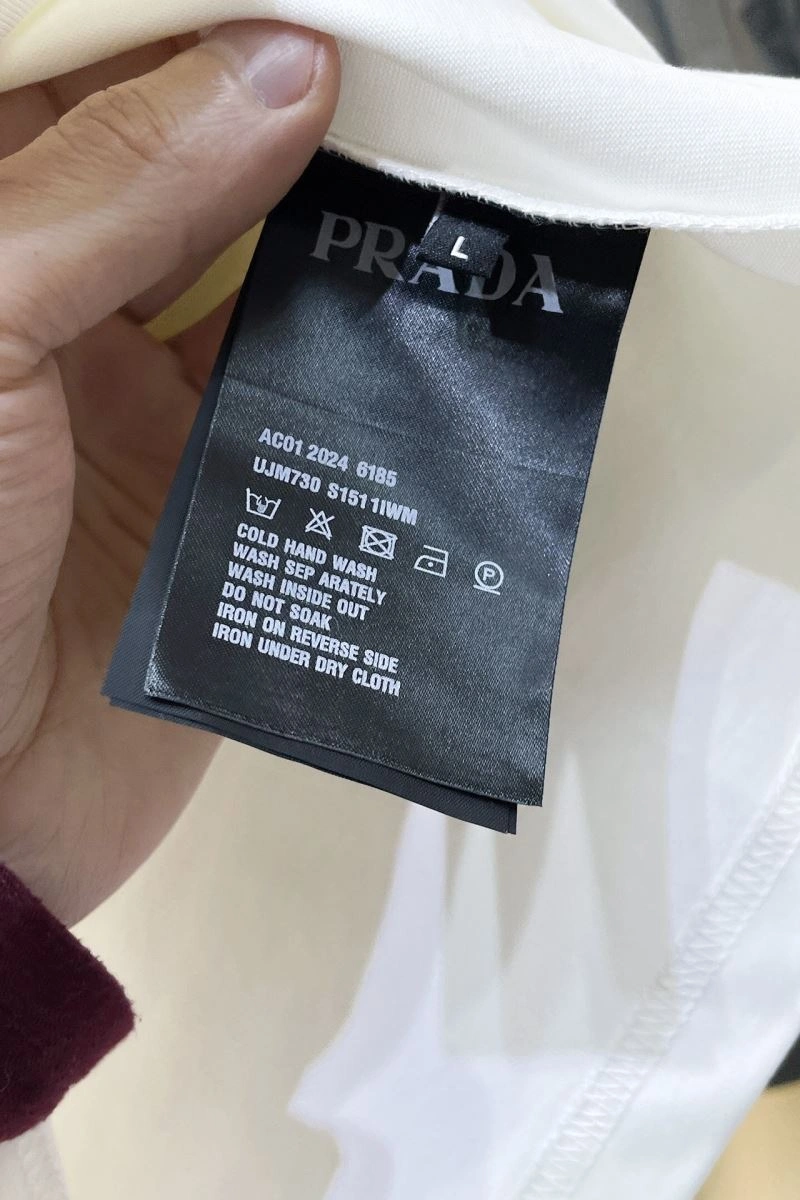 PRADA
L
AC01 2024 6185
UJM730 S151 1IWM
P
COLD HAND WASH
WASH SEP ARATELY
WASH INSIDE OUT
DO NOT SOAK
IRON ON REVERSE SIDE
IRON UNDER DRY CLOTH